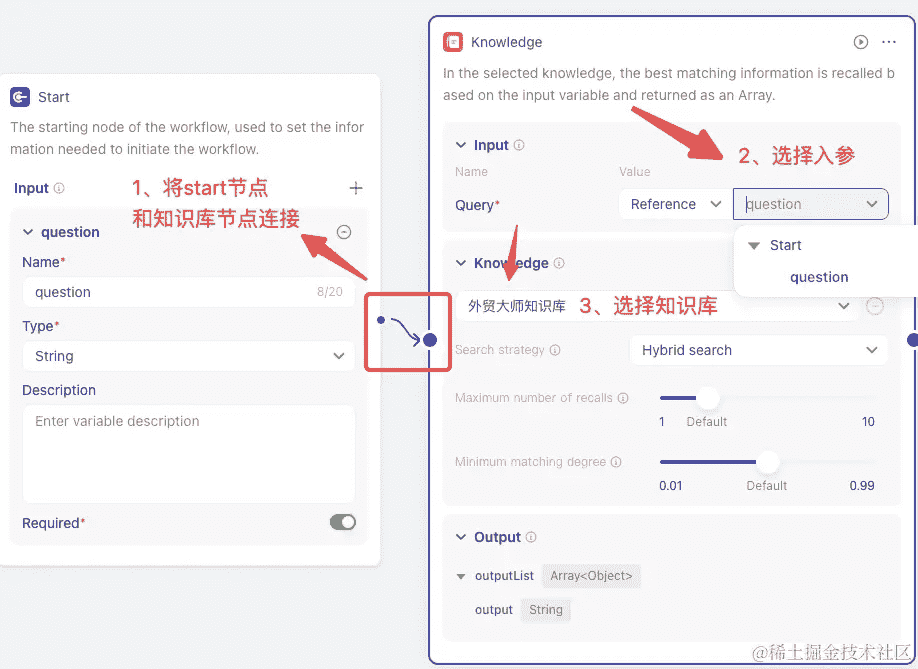 Start
The starting node of the workflow, used to set the infor
mation needed to initiate the workflow.
Input
1、将start节点
和知识库节点连接
question
Name*
question
8/20
Type*
String
Description
Enter variable description
Required*
Knowledge
In the selected knowledge, the best matching information is recalled b
ased on the input variable and returned as an Array.
Input
2、选择入参
Name
Value
Query*
Reference
question
Start
question
Knowledge
外贸大师知识库
3、选择知识库
Search strategy
Hybrid search
Maximum number of recalls
1
Default
10
Minimum matching degree
0.01
Default
0.99
Output
outputList
Array<Object>
output
String
@稀土掘金技术社区